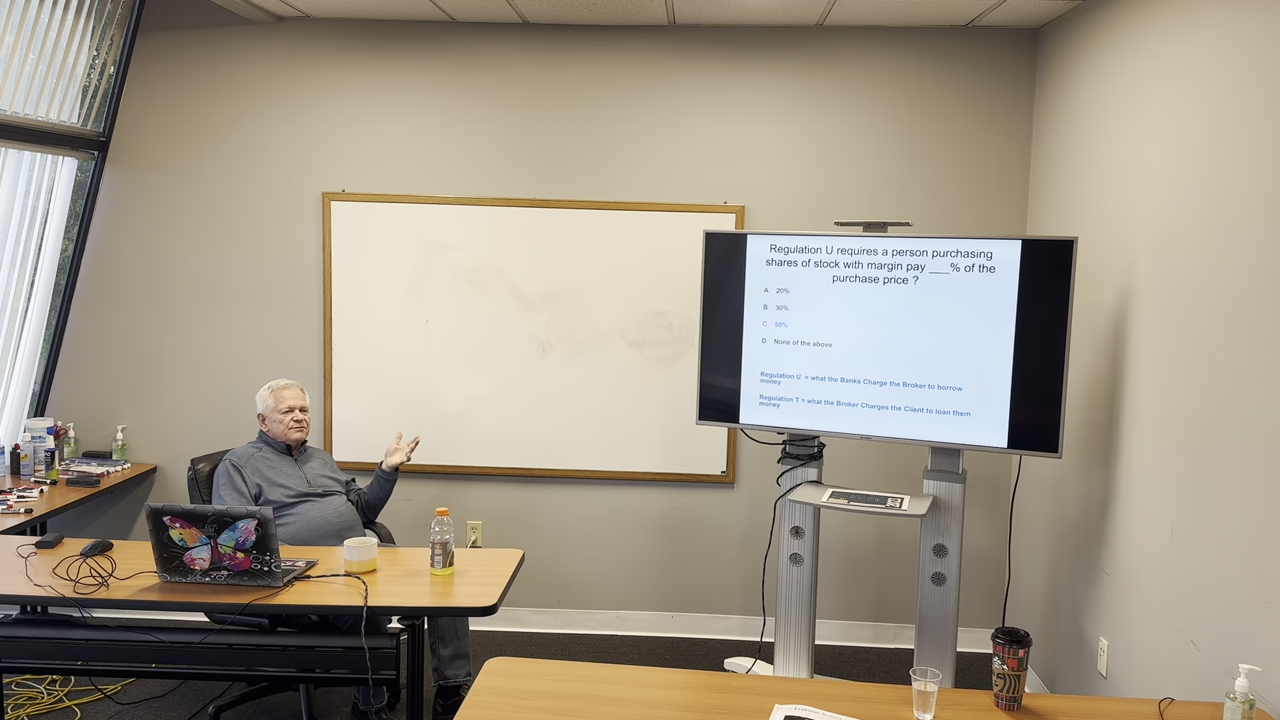 Regulation U requires a person purchasing
shares of stock with margin pay ___% of the
purchase price ?
A. 20%
B. 30%
C. 50%
D. None of the above
Regulation U = what the Banks Charge the Broker to borrow
money
Regulation T = what the Broker Charges the Client to loan them
money